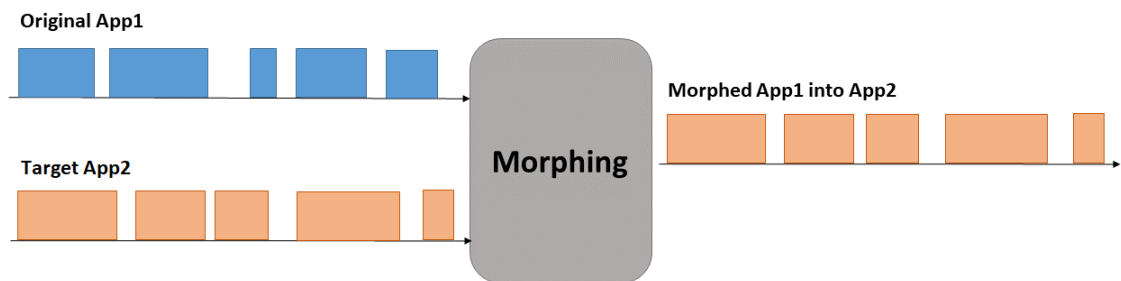 Original App1
Target App2
Morphing
Morphed App1 into App2